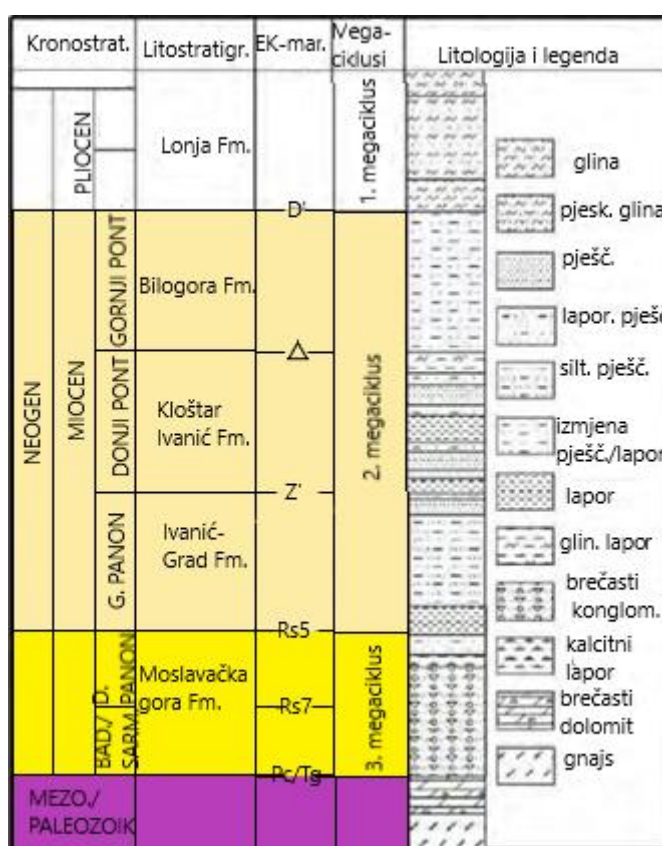 Kronostrat.
Litostratigr.
EK-mar.
Mega-
ciklusi
Litologija i legenda
PLIOCEN
Lonja Fm.
1. megaciklus
D'
NEOGEN
MIOCEN
GORNJI PONT
Bilogora Fm.
Δ
DONJI PONT
Kloštar
Ivanić Fm.
2. megaciklus
Z'
G. PANON
Ivanić-
Grad Fm.
Rs5
BAD./ D.
SARM. PANON
Moslavačka
gora Fm.
Rs7
3. megaciklus
Pc/Tg
MEZO./
PALEOZOIK
glina
pjesk. glina
pješč.
lapor. pješč
silt. pješč.
izmjena
pješč./lapor
lapor
glin. lapor
brečasti
konglom.
kalcitni
lapor
brečasti
dolomit
gnajs